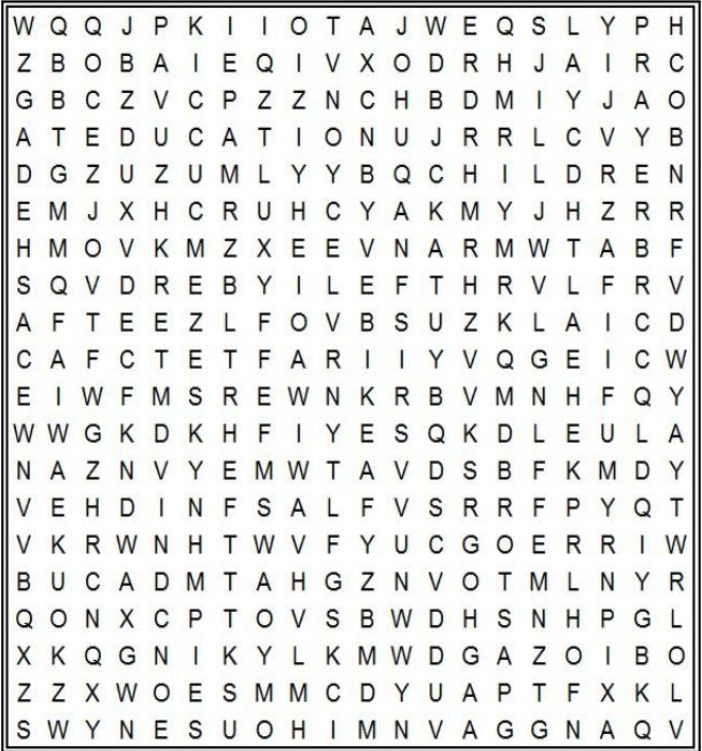 W Q Q J P K I I O T A J W E Q S L Y P H
Z B O B A I E Q I V X O D R H J A I R C
G B C Z V C P Z Z N C H B D M I Y J A O
A T E D U C A T I O N U J R R L C V Y B
D G Z U Z U M L Y Y B Q C H I L D R E N
E M J X H C R U H C Y A K M Y J H Z R R
H M O V K M Z X E E V N A R M W T A B F
S Q V D R E B Y I L E F T H R V L F R V
A F T E E Z L F O V B S U Z K L A I C D
C A F C T E T F A R I I Y V Q G E I C W
E I W F M S R E W N K R B V M N H F Q Y
W W G K D K H F I Y E S Q K D L E U L A
N A Z N V Y E M W T A V D S B F K M D Y
V E H D I N F S A L F V S R R F P Y Q T
V K R W N H T W V F Y U C G O E R R I W
B U C A D M T A H G Z N V O T M L N Y R
Q O N X C P T O V S B W D H S N H P G L
X K Q G N I K Y L K M W D G A Z O I B O
Z Z X W O E S M M C D Y U A P T F X K L
S W Y N E S U O H I M N V A G G N A Q V